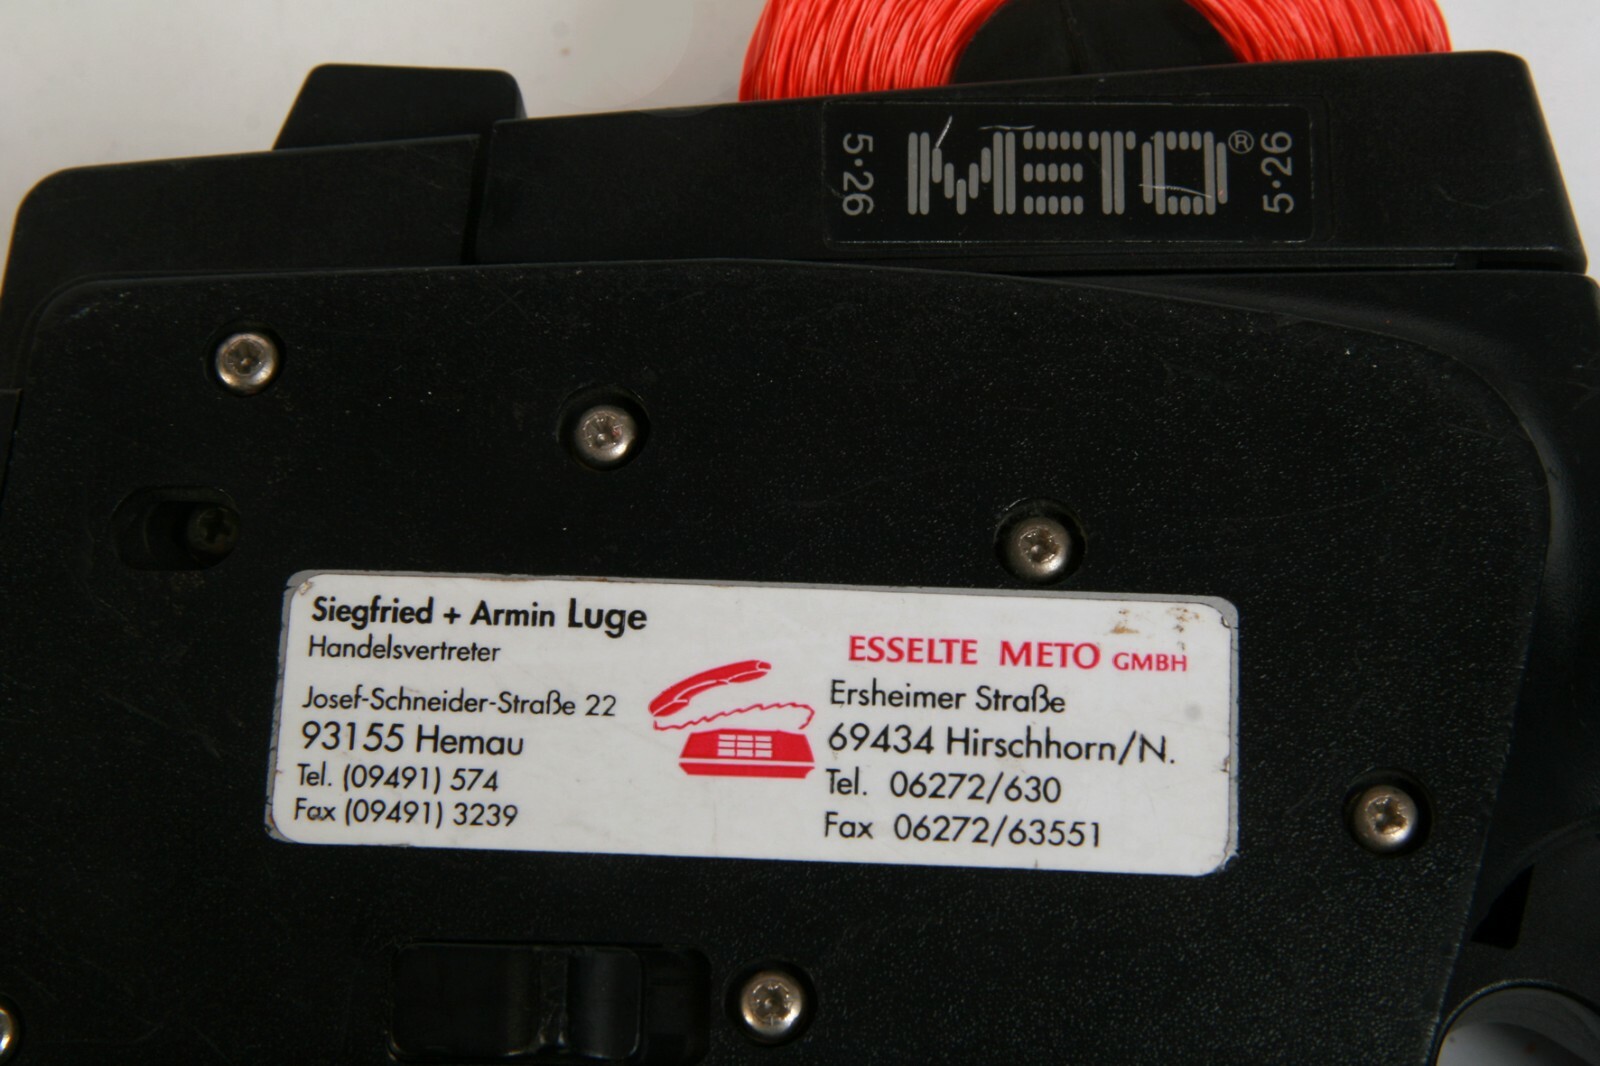 5·26 METO® 5·26
Siegfried + Armin Luge
Handelsvertreter
Josef-Schneider-Straße 22
93155 Hemau
Tel. (09491) 574
Fax (09491) 3239
ESSELTE METO GMBH
Ersheimer Straße
69434 Hirschhorn/N.
Tel. 06272/630
Fax 06272/63551